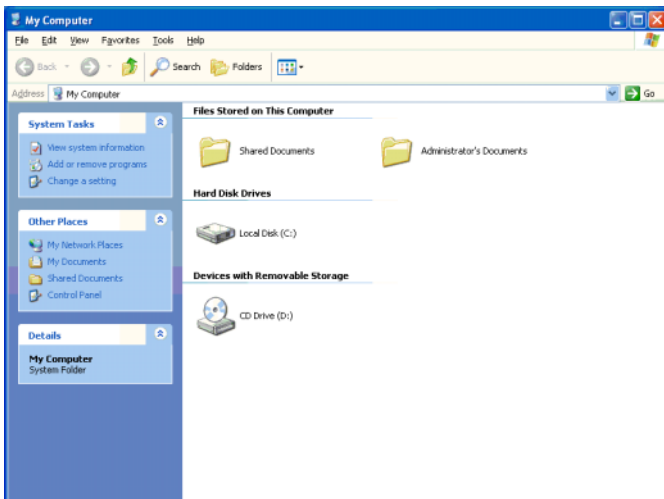 My Computer
File Edit View Favorites Tools Help
Back Search Folders
Address My Computer Go
System Tasks
View system information
Add or remove programs
Change a setting
Other Places
My Network Places
My Documents
Shared Documents
Control Panel
Details
My Computer
System Folder
Files Stored on This Computer
Shared Documents Administrator's Documents
Hard Disk Drives
Local Disk (C:)
Devices with Removable Storage
CD Drive (D:)